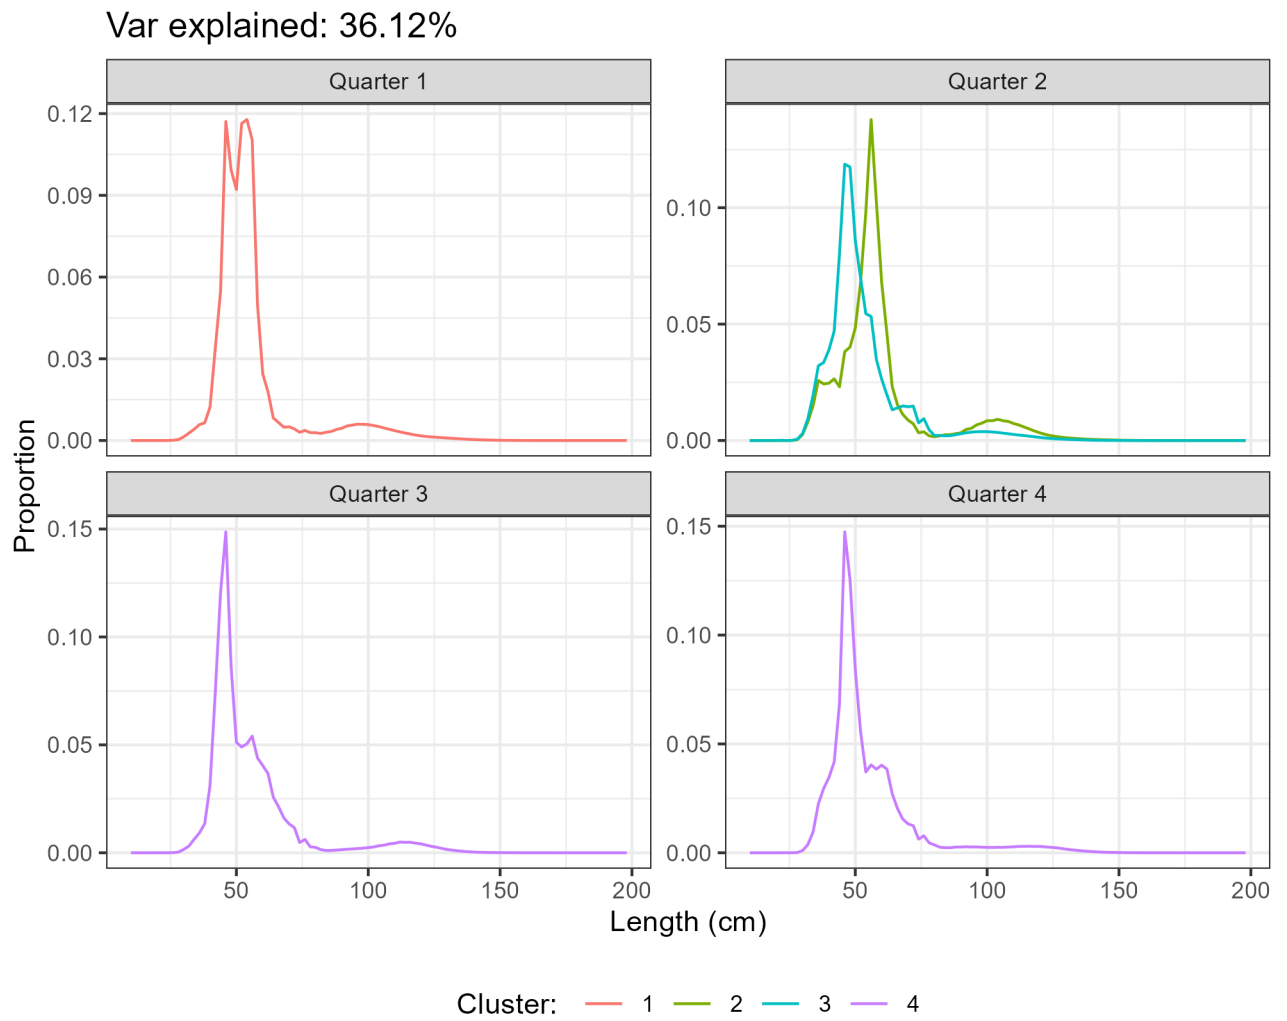 Var explained: 36.12%
Quarter 1
Quarter 2
0.12
0.09
0.06
0.03
0.00
0.10
0.05
0.00
Proportion
Quarter 3
Quarter 4
0.15
0.10
0.05
0.00
0.15
0.10
0.05
0.00
50 100 150 200
50 100 150 200
Length (cm)
Cluster: 1 2 3 4